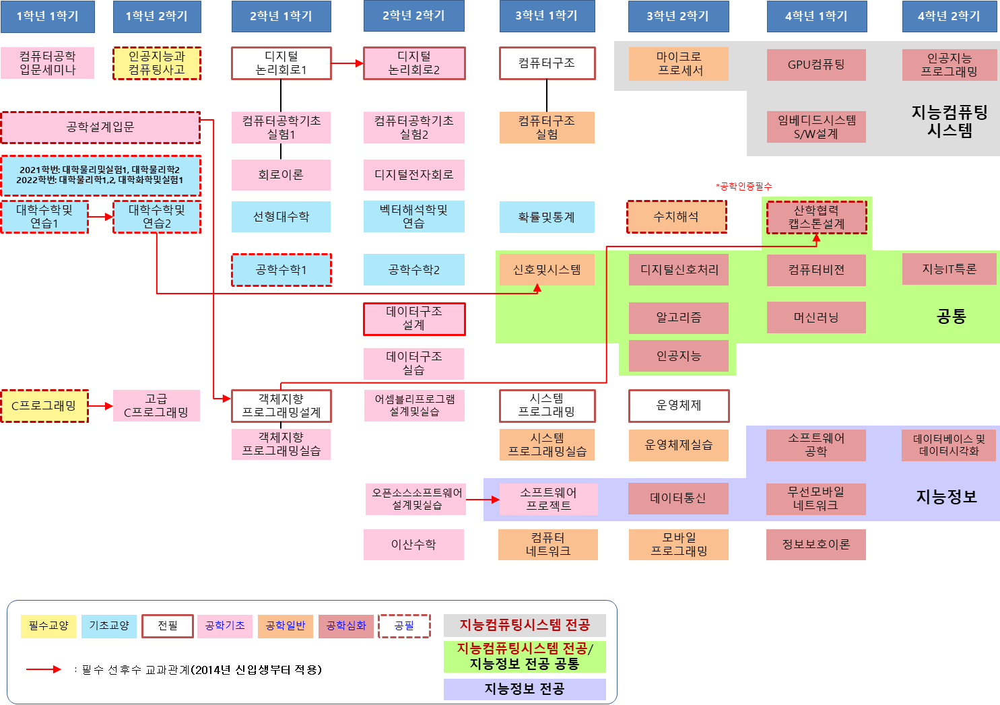 1학년 1학기
1학년 2학기
2학년 1학기
2학년 2학기
3학년 1학기
3학년 2학기
4학년 1학기
4학년 2학기
컴퓨터공학
입문세미나
인공지능과
컴퓨팅사고
디지털
논리회로1
디지털
논리회로2
컴퓨터구조
마이크로
프로세서
GPU컴퓨팅
인공지능
프로그래밍
공학설계입문
컴퓨터공학기초
실험1
컴퓨터공학기초
실험2
컴퓨터구조
실험
임베디드시스템
S/W설계
지능컴퓨팅
시스템
2021학번: 대학물리및실험1, 대학물리학2
2022학번: 대학물리학1,2, 대학화학및실험1
회로이론
디지털전자회로
*공학인증필수
대학수학및
연습1
대학수학및
연습2
선형대수학
벡터해석학및
연습
확률및통계
수치해석
산학협력
캡스톤설계
공학수학1
공학수학2
신호및시스템
디지털신호처리
컴퓨터비젼
지능IT특론
데이터구조
설계
알고리즘
머신러닝
공통
데이터구조
실습
인공지능
C프로그래밍
고급
C프로그래밍
객체지향
프로그래밍설계
어셈블리프로그램
설계및실습
시스템
프로그래밍
운영체제
객체지향
프로그래밍실습
시스템
프로그래밍실습
운영체제실습
소프트웨어
공학
데이터베이스 및
데이터시각화
오픈소스소프트웨어
설계및실습
소프트웨어
프로젝트
데이터통신
무선모바일
네트워크
지능정보
이산수학
컴퓨터
네트워크
모바일
프로그래밍
정보보호이론
필수교양
기초교양
전필
공학기초
공학일반
공학심화
공필
지능컴퓨팅시스템 전공
지능컴퓨팅시스템 전공/
지능정보 전공 공통
지능정보 전공
: 필수 선후수 교과관계(2014년 신입생부터 적용)